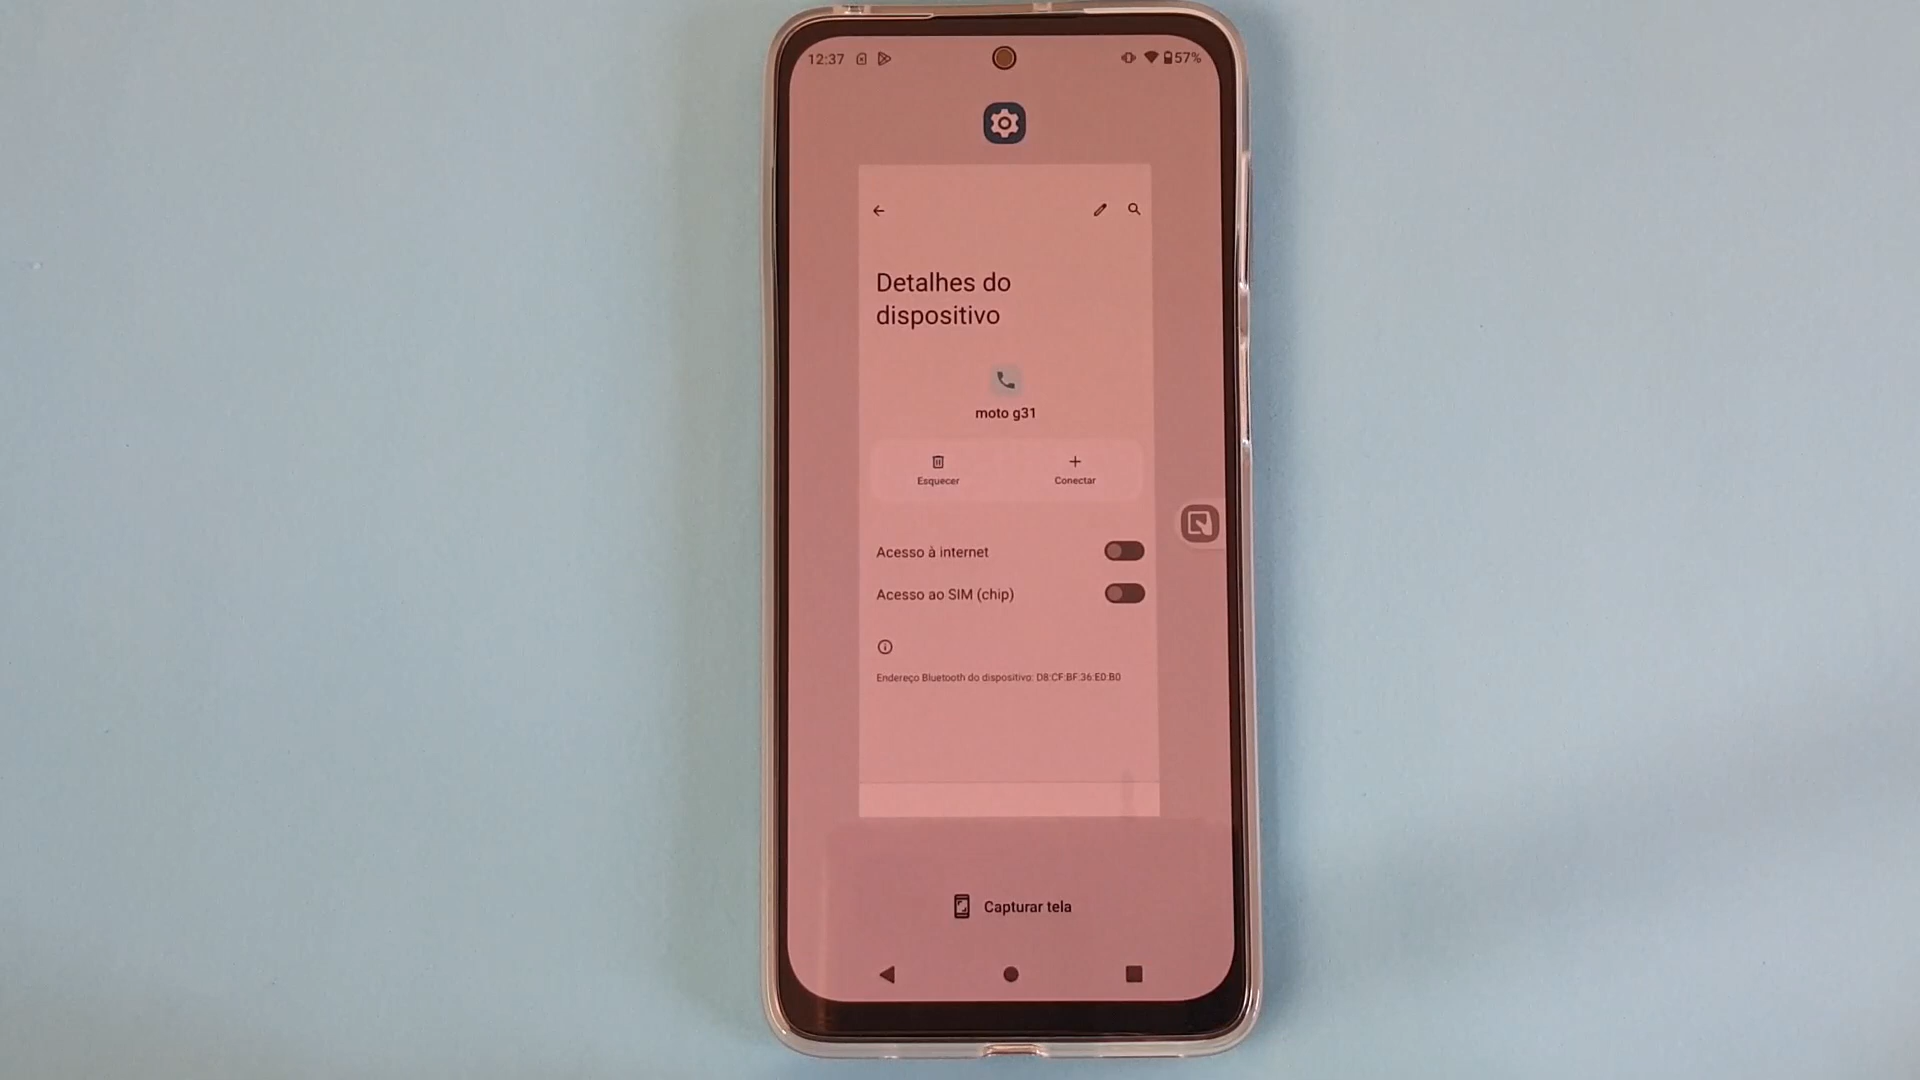 12:37
57%
Detalhes do
dispositivo
moto g31
Esquecer
Conectar
Acesso à internet
Acesso ao SIM (chip)
Endereço Bluetooth do dispositivo: D8:CF:BF:36:ED:B0
Capturar tela